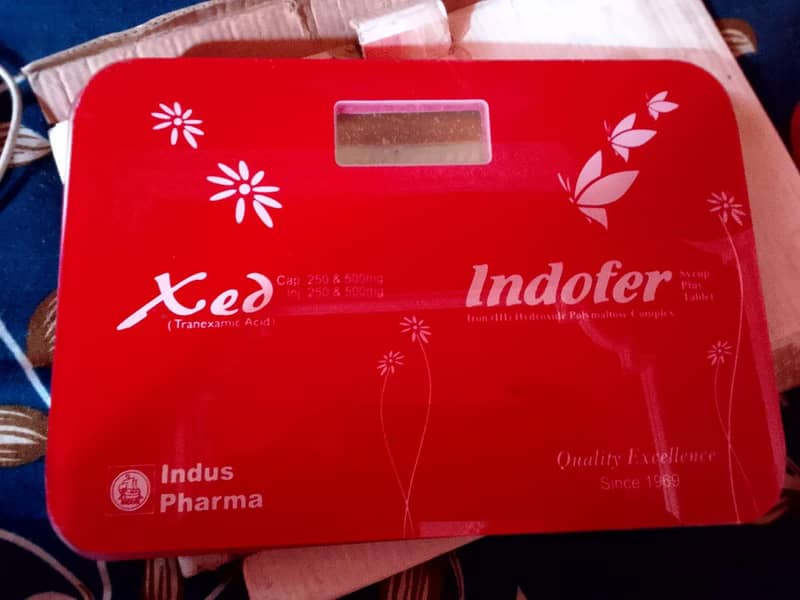 Xed
Cap 250 & 500mg
Inj 250 & 500mg
(Tranexamic Acid)
Indofer
Syrup
Plus
Tablet
Iron (III) Hydroxide Polymaltose Complex
Indus
Pharma
Quality Excellence
Since 1969